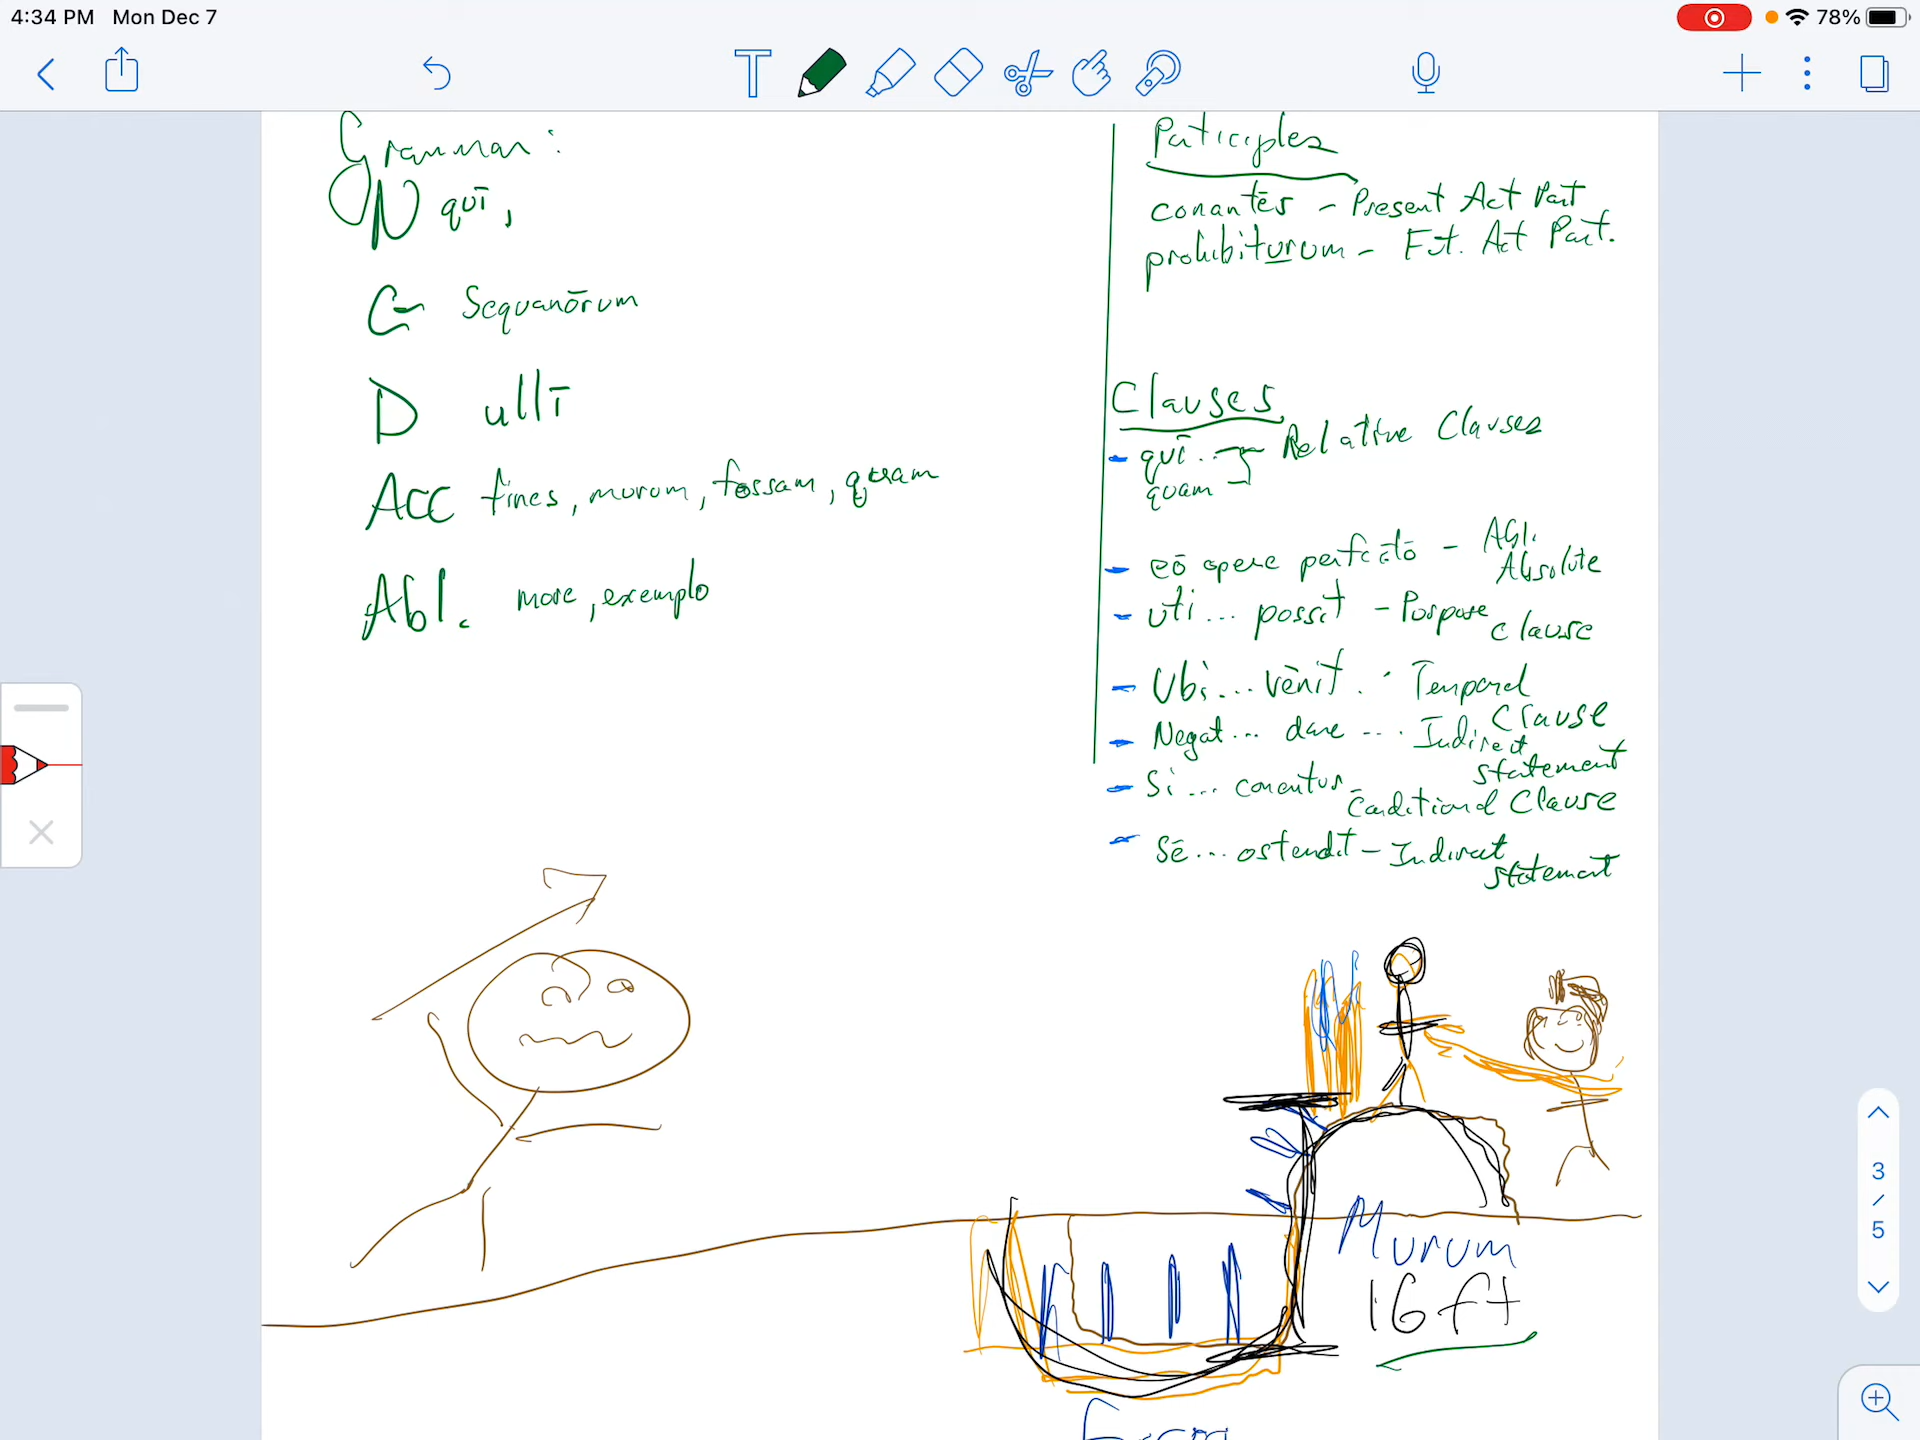 4:34 PM Mon Dec 7
78%
T
Grammar:
N quī,
G Sequanōrum
D ullī
Acc fines, murum, fossam, quam
Abl. more, exemplo
Participles
conantēs - Present Act Part
prohibiturum - Fut. Act Part.
Clauses
- quī... Relative Clauses
quam
- eō opere perfectō - Abl.
Absolute
- uti... possit - Purpose
clause
- Ubi... vēnit. - Temporal
Clause
- Negat... dare ... Indirect
statement
- Si... conentur - Conditional Clause
- Sē... ostendit - Indirect
statement
Murum
16 ft
3
/
5